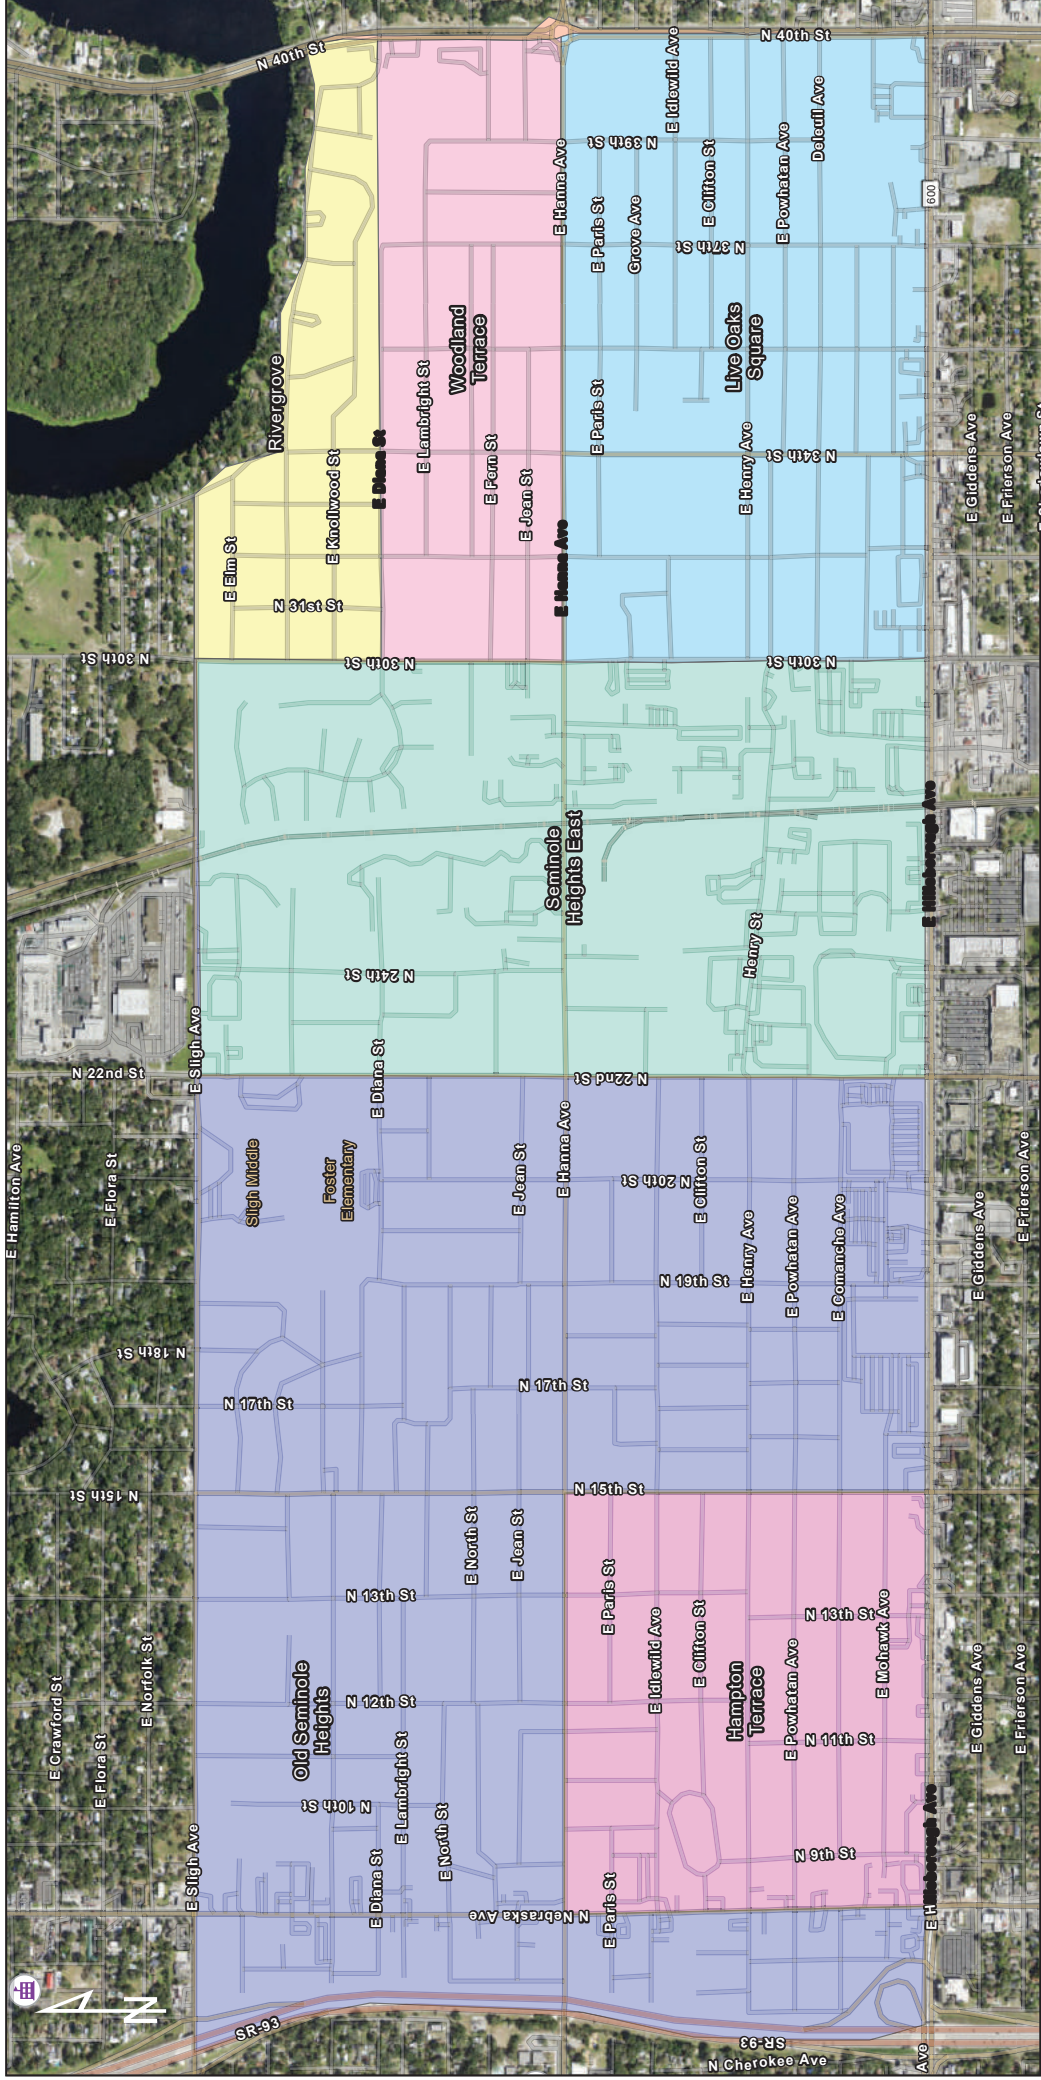 N 40th St
N 40th St
E Idlewild Ave
Deleuil Ave
E Powhatan Ave
E Clifton St
N 39th St
E Hanna Ave
E Paris St
Grove Ave
N 37th St
600
Rivergrove
Woodland
Terrace
Live Oaks
Square
E Lambright St
E Diana St
E Paris St
E Henry Ave
N 34th St
E Giddens Ave
E Frierson Ave
E Fern St
E Knollwood St
E Jean St
E Elm St
E Hanna Ave
N 31st St
N 30th St
N 30th St
N 30th St
Seminole
Heights East
E Hillsborough Ave
Henry St
N 24th St
E Sligh Ave
E Diana St
N 22nd St
N 22nd St
E Hamilton Ave
E Flora St
Sligh Middle
Foster
Elementary
E Jean St
E Hanna Ave
N 20th St
E Clifton St
E Henry Ave
E Powhatan Ave
E Comanche Ave
E Giddens Ave
E Frierson Ave
N 19th St
N 18th St
N 17th St
N 17th St
N 15th St
N 15th St
E North St
E Jean St
N 13th St
E Paris St
E Idlewild Ave
E Clifton St
N 13th St
E Mohawk Ave
Old Seminole
Heights
N 12th St
Hampton
Terrace
E Powhatan Ave
N 11th St
E Crawford St
E Flora St
E Norfolk St
E Giddens Ave
E Frierson Ave
E Lambright St
N 10th St
E North St
E Sligh Ave
E Diana St
N 9th St
N Nebraska Ave
E Paris St
E Hillsborough Ave
E H
N
SR-93
SR-93
N Cherokee Ave
Ave